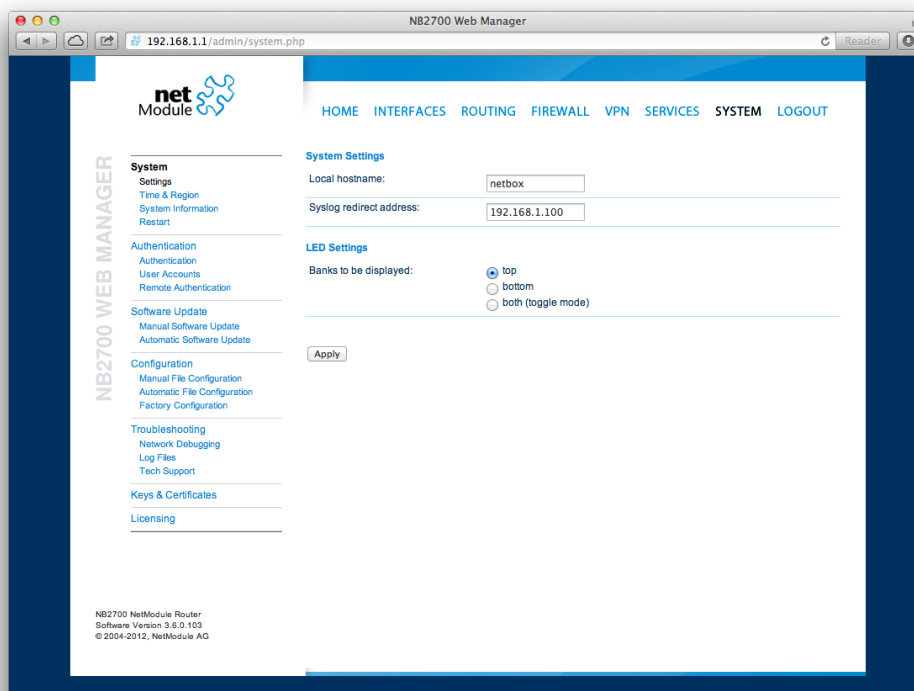 NB2700 Web Manager
192.168.1.1/admin/system.php
Reader
net
Module
HOME INTERFACES ROUTING FIREWALL VPN SERVICES SYSTEM LOGOUT
NB2700 WEB MANAGER
System
Settings
Time & Region
System Information
Restart
Authentication
Authentication
User Accounts
Remote Authentication
Software Update
Manual Software Update
Automatic Software Update
Configuration
Manual File Configuration
Automatic File Configuration
Factory Configuration
Troubleshooting
Network Debugging
Log Files
Tech Support
Keys & Certificates
Licensing
System Settings
Local hostname: netbox
Syslog redirect address: 192.168.1.100
LED Settings
Banks to be displayed: top
bottom
both (toggle mode)
Apply
NB2700 NetModule Router
Software Version 3.6.0.103
© 2004-2012, NetModule AG